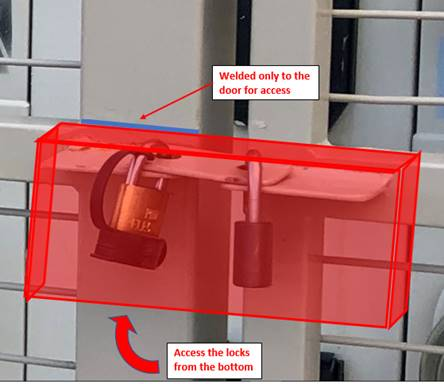 Welded only to the
door for access
Access the locks
from the bottom